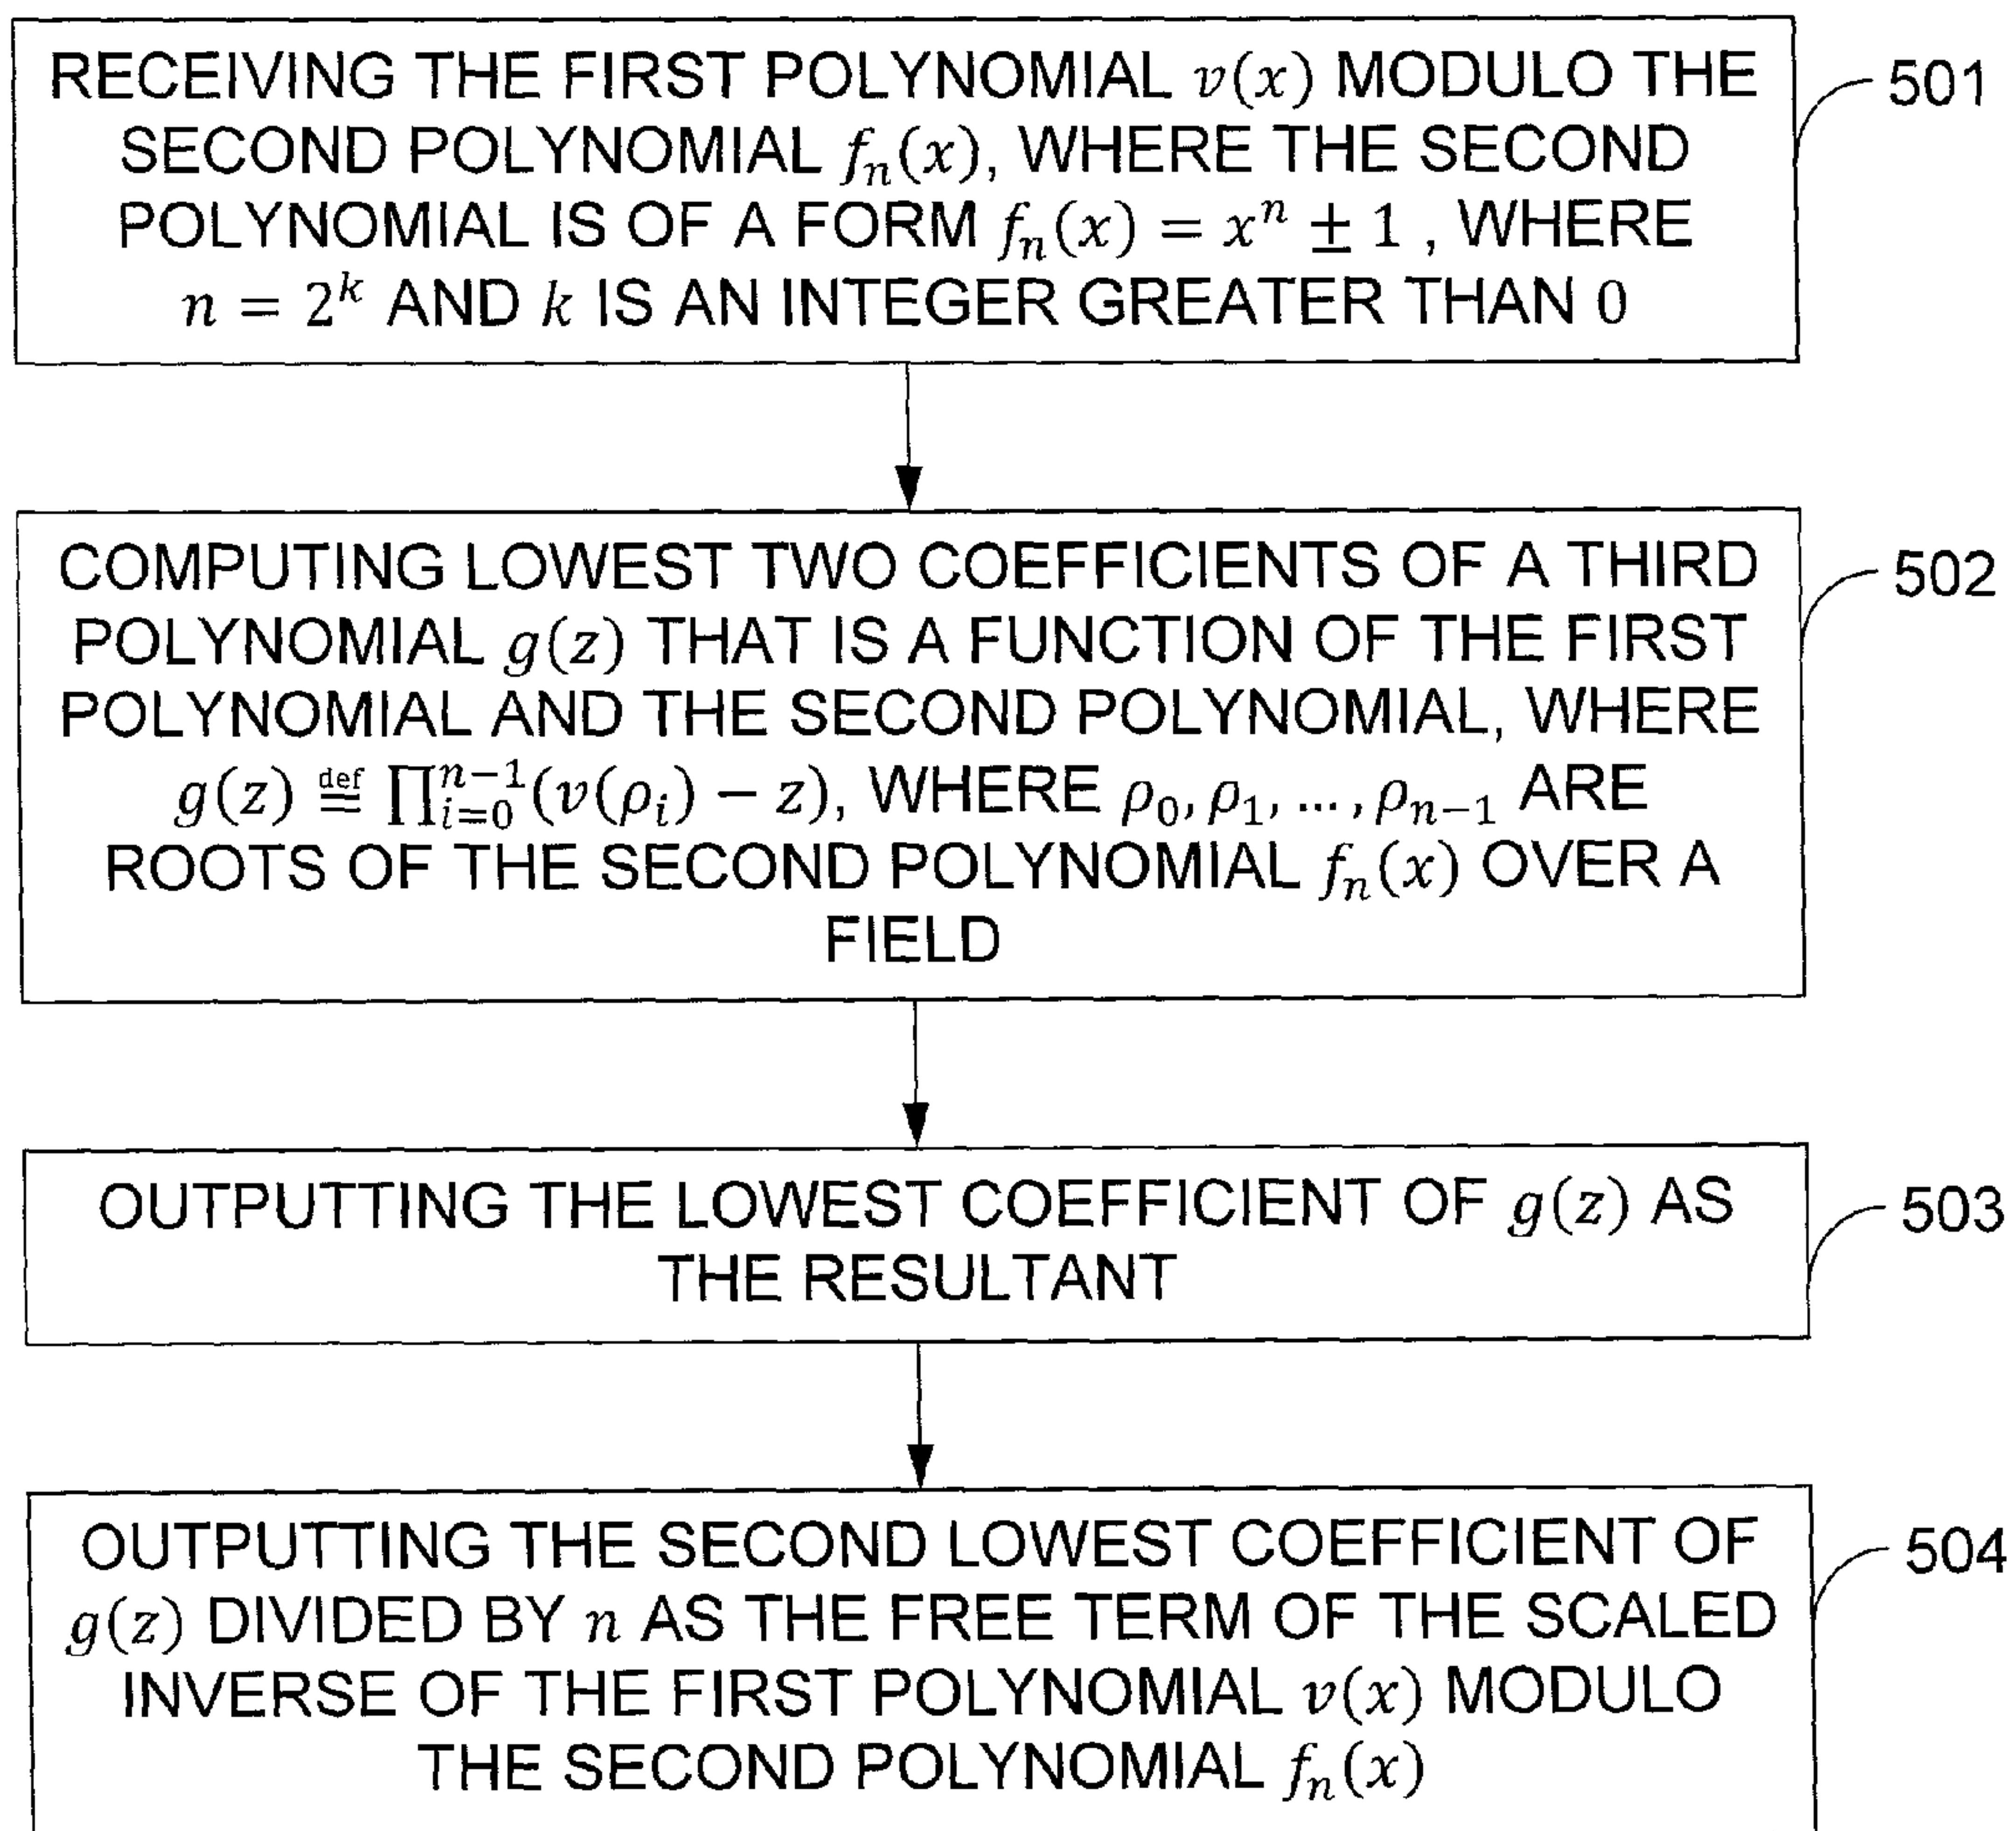 RECEIVING THE FIRST POLYNOMIAL v(x) MODULO THE
SECOND POLYNOMIAL fₙ(x), WHERE THE SECOND
POLYNOMIAL IS OF A FORM fₙ(x) = xⁿ ± 1 , WHERE
n = 2ᵏ AND k IS AN INTEGER GREATER THAN 0
501
COMPUTING LOWEST TWO COEFFICIENTS OF A THIRD
POLYNOMIAL g(z) THAT IS A FUNCTION OF THE FIRST
POLYNOMIAL AND THE SECOND POLYNOMIAL, WHERE
g(z) ≝ ∏ᵢ₌₀ⁿ⁻¹(v(ρᵢ) − z), WHERE ρ₀, ρ₁, ... , ρₙ₋₁ ARE
ROOTS OF THE SECOND POLYNOMIAL fₙ(x) OVER A
FIELD
502
OUTPUTTING THE LOWEST COEFFICIENT OF g(z) AS
THE RESULTANT
503
OUTPUTTING THE SECOND LOWEST COEFFICIENT OF
g(z) DIVIDED BY n AS THE FREE TERM OF THE SCALED
INVERSE OF THE FIRST POLYNOMIAL v(x) MODULO
THE SECOND POLYNOMIAL fₙ(x)
504